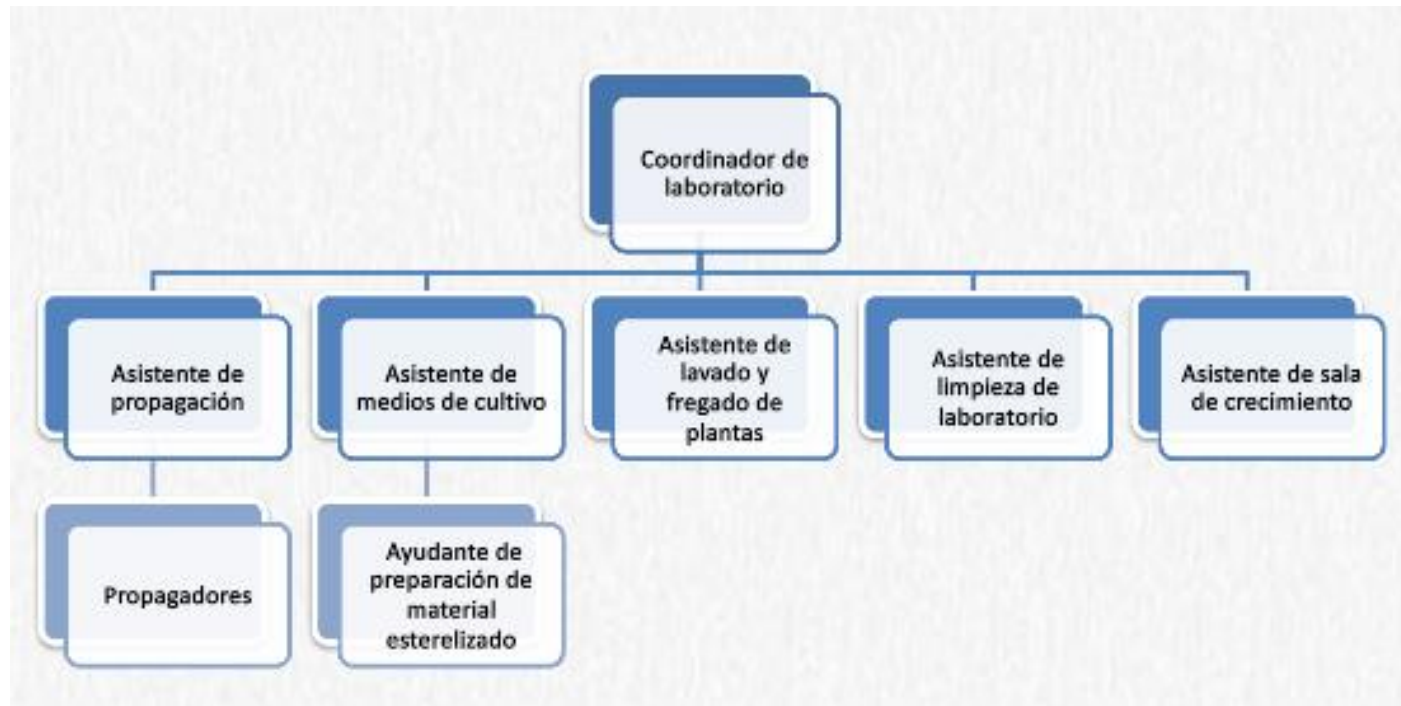 Coordinador de
laboratorio
Asistente de
propagación
Asistente de
medios de cultivo
Asistente de
lavado y
fregado de
plantas
Asistente de
limpieza de
laboratorio
Asistente de sala
de crecimiento
Propagadores
Ayudante de
preparación de
material
esterelizado